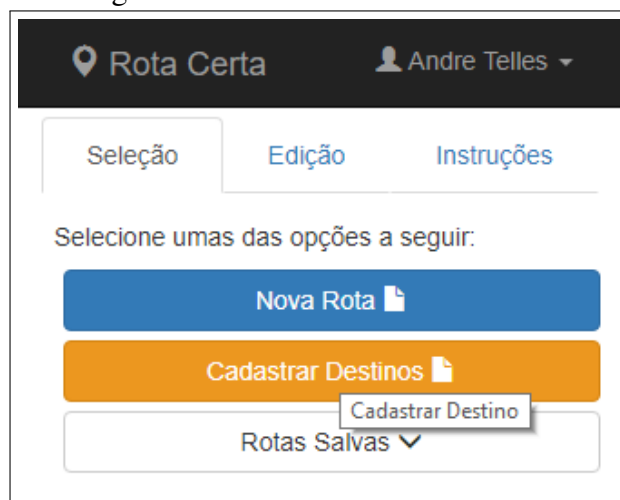 Rota Certa Andre Telles
Seleção Edição Instruções
Selecione umas das opções a seguir:
Nova Rota
Cadastrar Destinos
Cadastrar Destino
Rotas Salvas